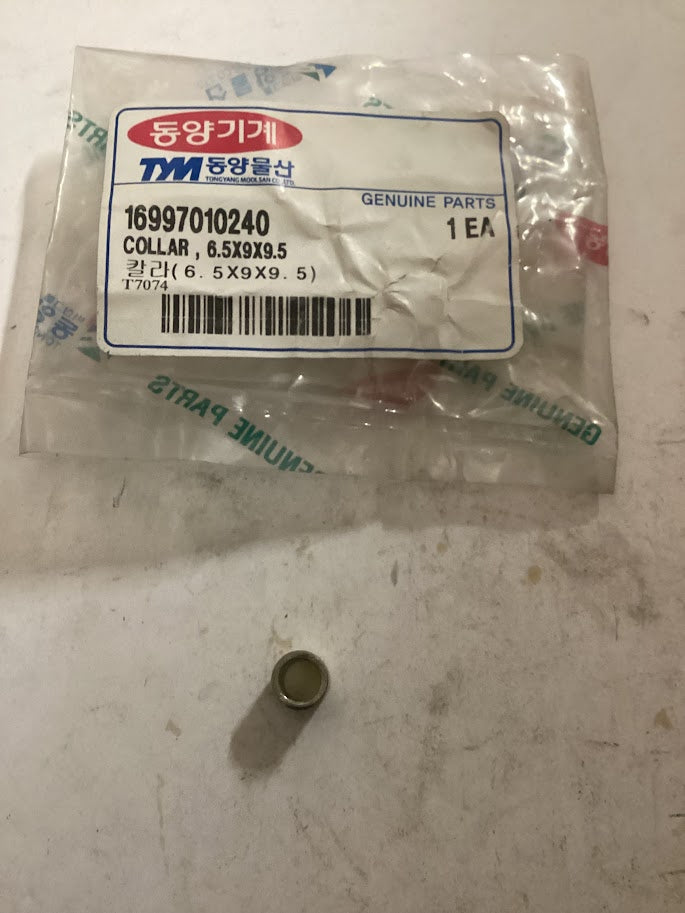 동양기계
TYM 동양물산
TONGYANG MOOLSAN CO., LTD.
GENUINE PARTS
16997010240
1 EA
COLLAR , 6.5X9X9.5
칼라(6.5X9X9.5)
T7074
GENUINE PARTS
GENUINE PARTS